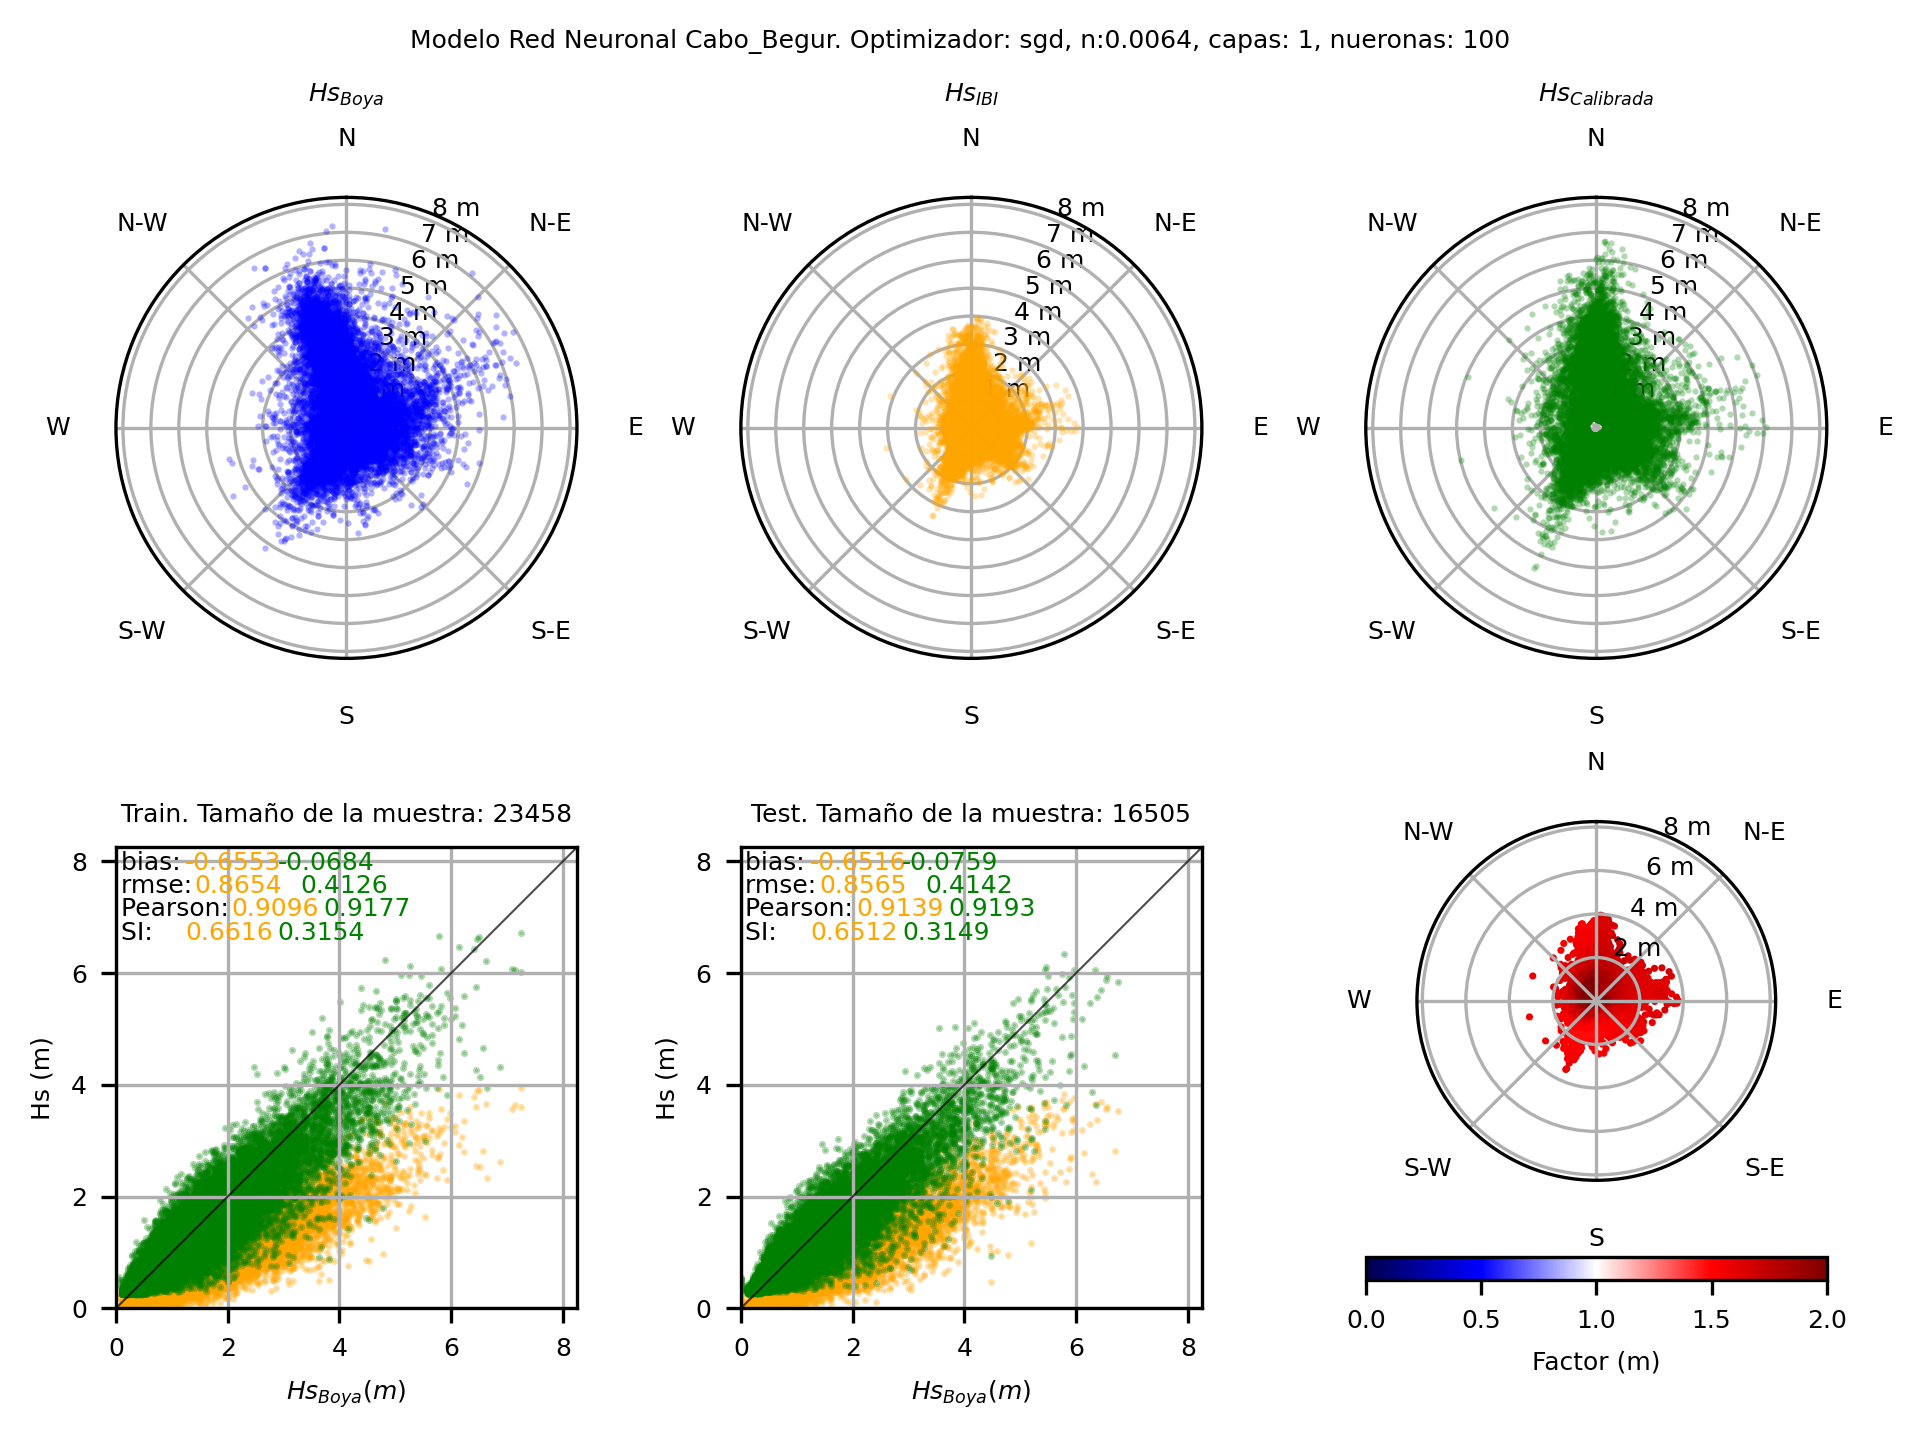 Modelo Red Neuronal Cabo_Begur. Optimizador: sgd, n:0.0064, capas: 1, nueronas: 100
Hs_Boya
N
N-W
N-E
W
E
S-W
S-E
S
8 m
7 m
6 m
5 m
4 m
3 m
2 m
m
Hs_IBI
N
N-W
N-E
W
E
S-W
S-E
S
8 m
7 m
6 m
5 m
4 m
3 m
2 m
m
Hs_Calibrada
N
N-W
N-E
W
E
S-W
S-E
S
8 m
7 m
6 m
5 m
4 m
3 m
m
m
Train. Tamaño de la muestra: 23458
bias: -0.6553 -0.0684
rmse: 0.8654 0.4126
Pearson: 0.9096 0.9177
SI: 0.6616 0.3154
Hs (m)
8
6
4
2
0
0 2 4 6 8
Hs_Boya(m)
Test. Tamaño de la muestra: 16505
bias: -0.6516 -0.0759
rmse: 0.8565 0.4142
Pearson: 0.9139 0.9193
SI: 0.6512 0.3149
Hs (m)
8
6
4
2
0
0 2 4 6 8
Hs_Boya(m)
N
N-W
N-E
W
E
S-W
S-E
S
8 m
6 m
4 m
2 m
0.0 0.5 1.0 1.5 2.0
Factor (m)